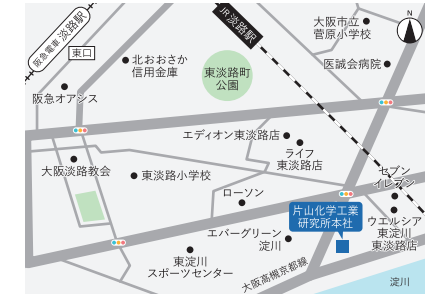 阪急電車 淡路駅
東口
JR 淡路駅
大阪市立
菅原小学校
N
北おおさか
信用金庫
東淡路町
公園
医誠会病院
阪急オアシス
エディオン東淡路店
ライフ
淡路店
大阪淡路教会
東淡路小学校
セブン
イレブン
ローソン
片山化学工業
研究所本社
ウエルシア
東淀川
東淡路店
エバーグリーン
淀川
東淀川
スポーツセンター
大阪高槻京都線
淀川